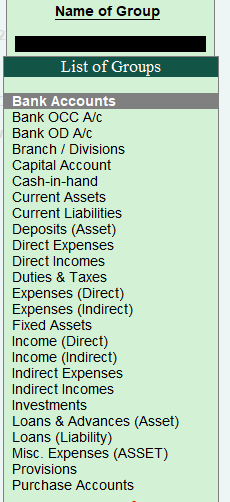 Name of Group
List of Groups
Bank Accounts
Bank OCC A/c
Bank OD A/c
Branch / Divisions
Capital Account
Cash-in-hand
Current Assets
Current Liabilities
Deposits (Asset)
Direct Expenses
Direct Incomes
Duties & Taxes
Expenses (Direct)
Expenses (Indirect)
Fixed Assets
Income (Direct)
Income (Indirect)
Indirect Expenses
Indirect Incomes
Investments
Loans & Advances (Asset)
Loans (Liability)
Misc. Expenses (ASSET)
Provisions
Purchase Accounts